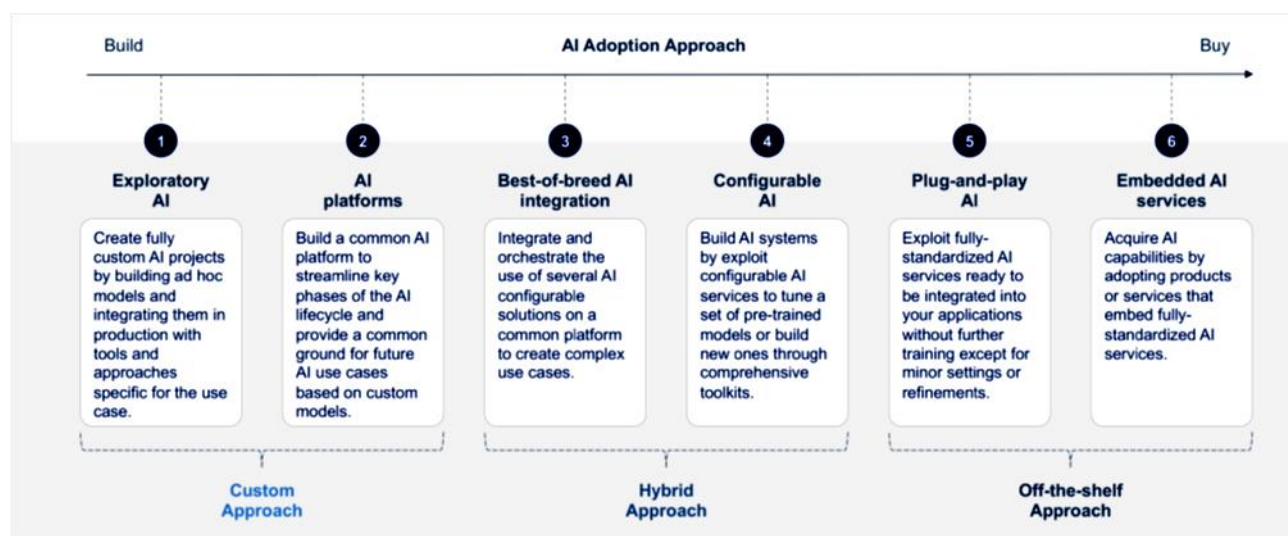 Build
AI Adoption Approach
Buy
1
Exploratory
AI
Create fully
custom AI projects
by building ad hoc
models and
integrating them in
production with
tools and
approaches
specific for the use
case.
2
AI
platforms
Build a common AI
platform to
streamline key
phases of the AI
lifecycle and
provide a common
ground for future
AI use cases
based on custom
models.
3
Best-of-breed AI
integration
Integrate and
orchestrate the
use of several AI
configurable
solutions on a
common platform
to create complex
use cases.
4
Configurable
AI
Build AI systems
by exploit
configurable AI
services to tune a
set of pre-trained
models or build
new ones through
comprehensive
toolkits.
5
Plug-and-play
AI
Exploit fully-
standardized AI
services ready to
be integrated into
your applications
without further
training except for
minor settings or
refinements.
6
Embedded AI
services
Acquire AI
capabilities by
adopting products
or services that
embed fully-
standardized AI
services.
Custom
Approach
Hybrid
Approach
Off-the-shelf
Approach